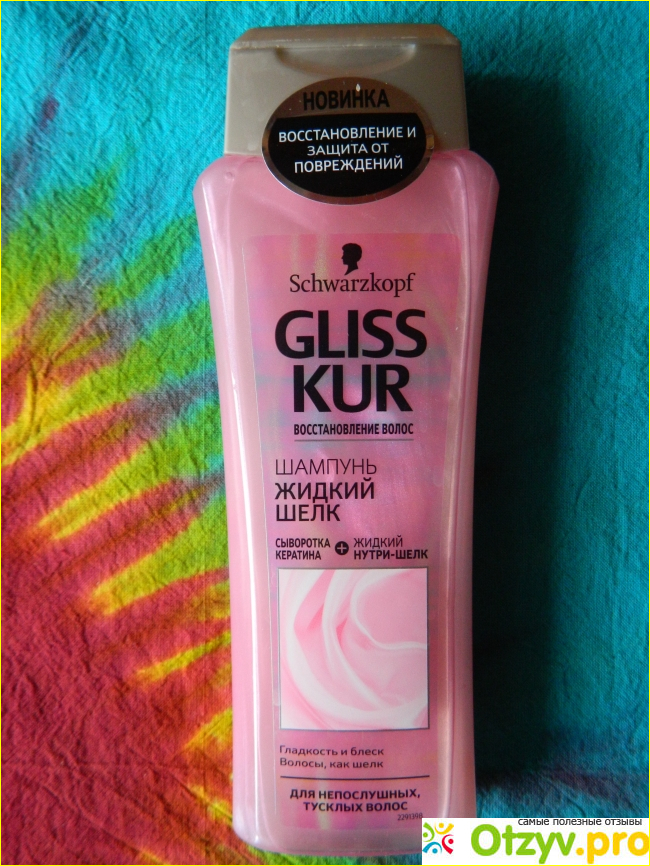 НОВИНКА
ВОССТАНОВЛЕНИЕ И
ЗАЩИТА ОТ
ПОВРЕЖДЕНИЙ
Schwarzkopf
GLISS
KUR
ВОССТАНОВЛЕНИЕ ВОЛОС
ШАМПУНЬ
ЖИДКИЙ
ШЕЛК
СЫВОРОТКА КЕРАТИНА + ЖИДКИЙ НУТРИ-ШЕЛК
Гладкость и блеск
Волосы, как шелк
ДЛЯ НЕПОСЛУШНЫХ,
ТУСКЛЫХ ВОЛОС
2291398
самые полезные отзывы
Otzyv.pro